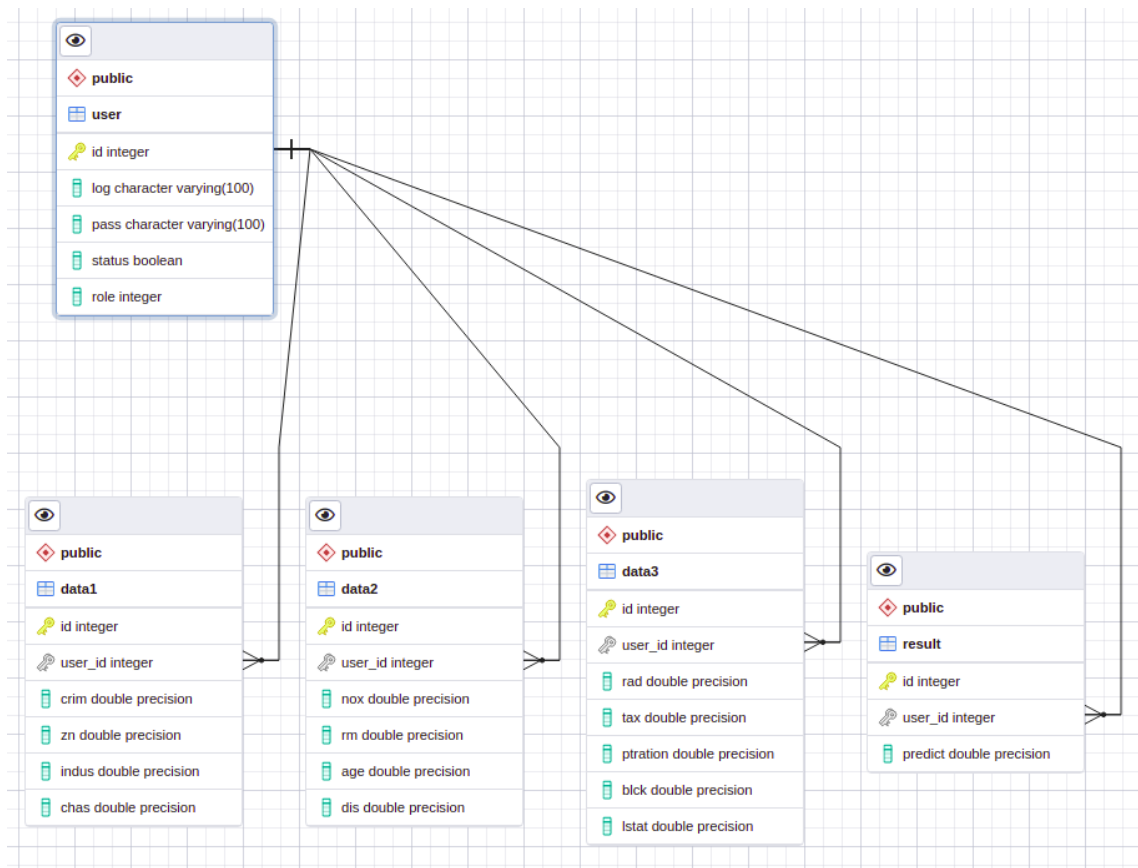 public
user
id integer
log character varying(100)
pass character varying(100)
status boolean
role integer
public
data1
id integer
user_id integer
crim double precision
zn double precision
indus double precision
chas double precision
public
data2
id integer
user_id integer
nox double precision
rm double precision
age double precision
dis double precision
public
data3
id integer
user_id integer
rad double precision
tax double precision
ptration double precision
blck double precision
lstat double precision
public
result
id integer
user_id integer
predict double precision